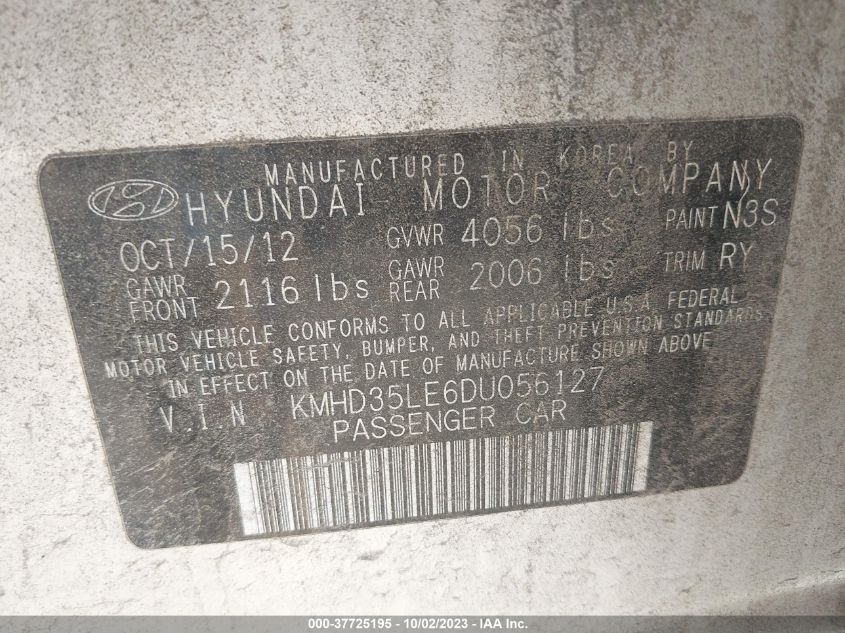 MANUFACTURED IN KOREA BY
HYUNDAI MOTOR COMPANY
OCT/15/12 GVWR 4056 lbs PAINT N3S
GAWR FRONT 2116 lbs GAWR REAR 2006 lbs TRIM RY
THIS VEHICLE CONFORMS TO ALL APPLICABLE U.S.A. FEDERAL
MOTOR VEHICLE SAFETY, BUMPER, AND THEFT PREVENTION STANDARDS
IN EFFECT ON THE DATE OF MANUFACTURE SHOWN ABOVE
V.I.N KMHD35LE6DU056127
PASSENGER CAR
000-37725195 - 10/02/2023 - IAA Inc.